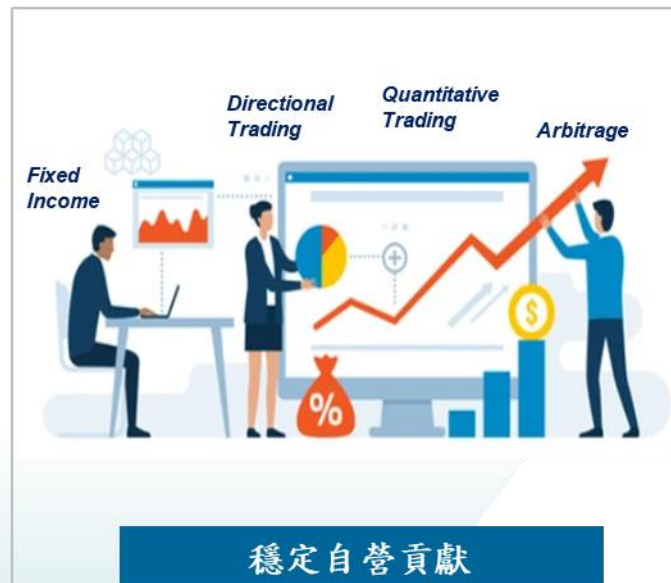 Fixed
Income
Directional
Trading
Quantitative
Trading
Arbitrage
$
%
穩定自營貢獻